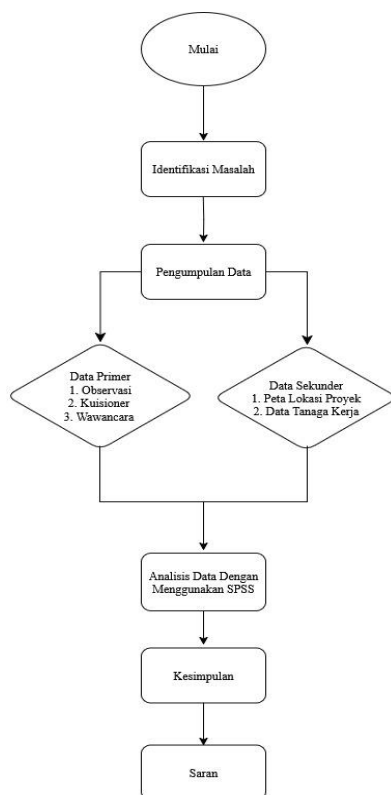 Mulai
Identifikasi Masalah
Pengumpulan Data
Data Primer
1. Observasi
2. Kuisioner
3. Wawancara
Data Sekunder
1. Peta Lokasi Proyek
2. Data Tanaga Kerja
Analisis Data Dengan
Menggunakan SPSS
Kesimpulan
Saran